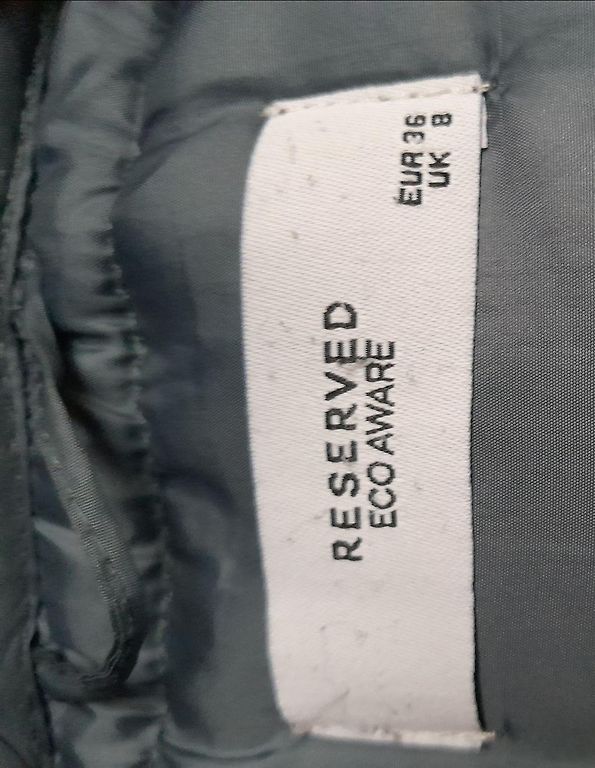 RESERVED
ECO AWARE
EUR 36
UK 8